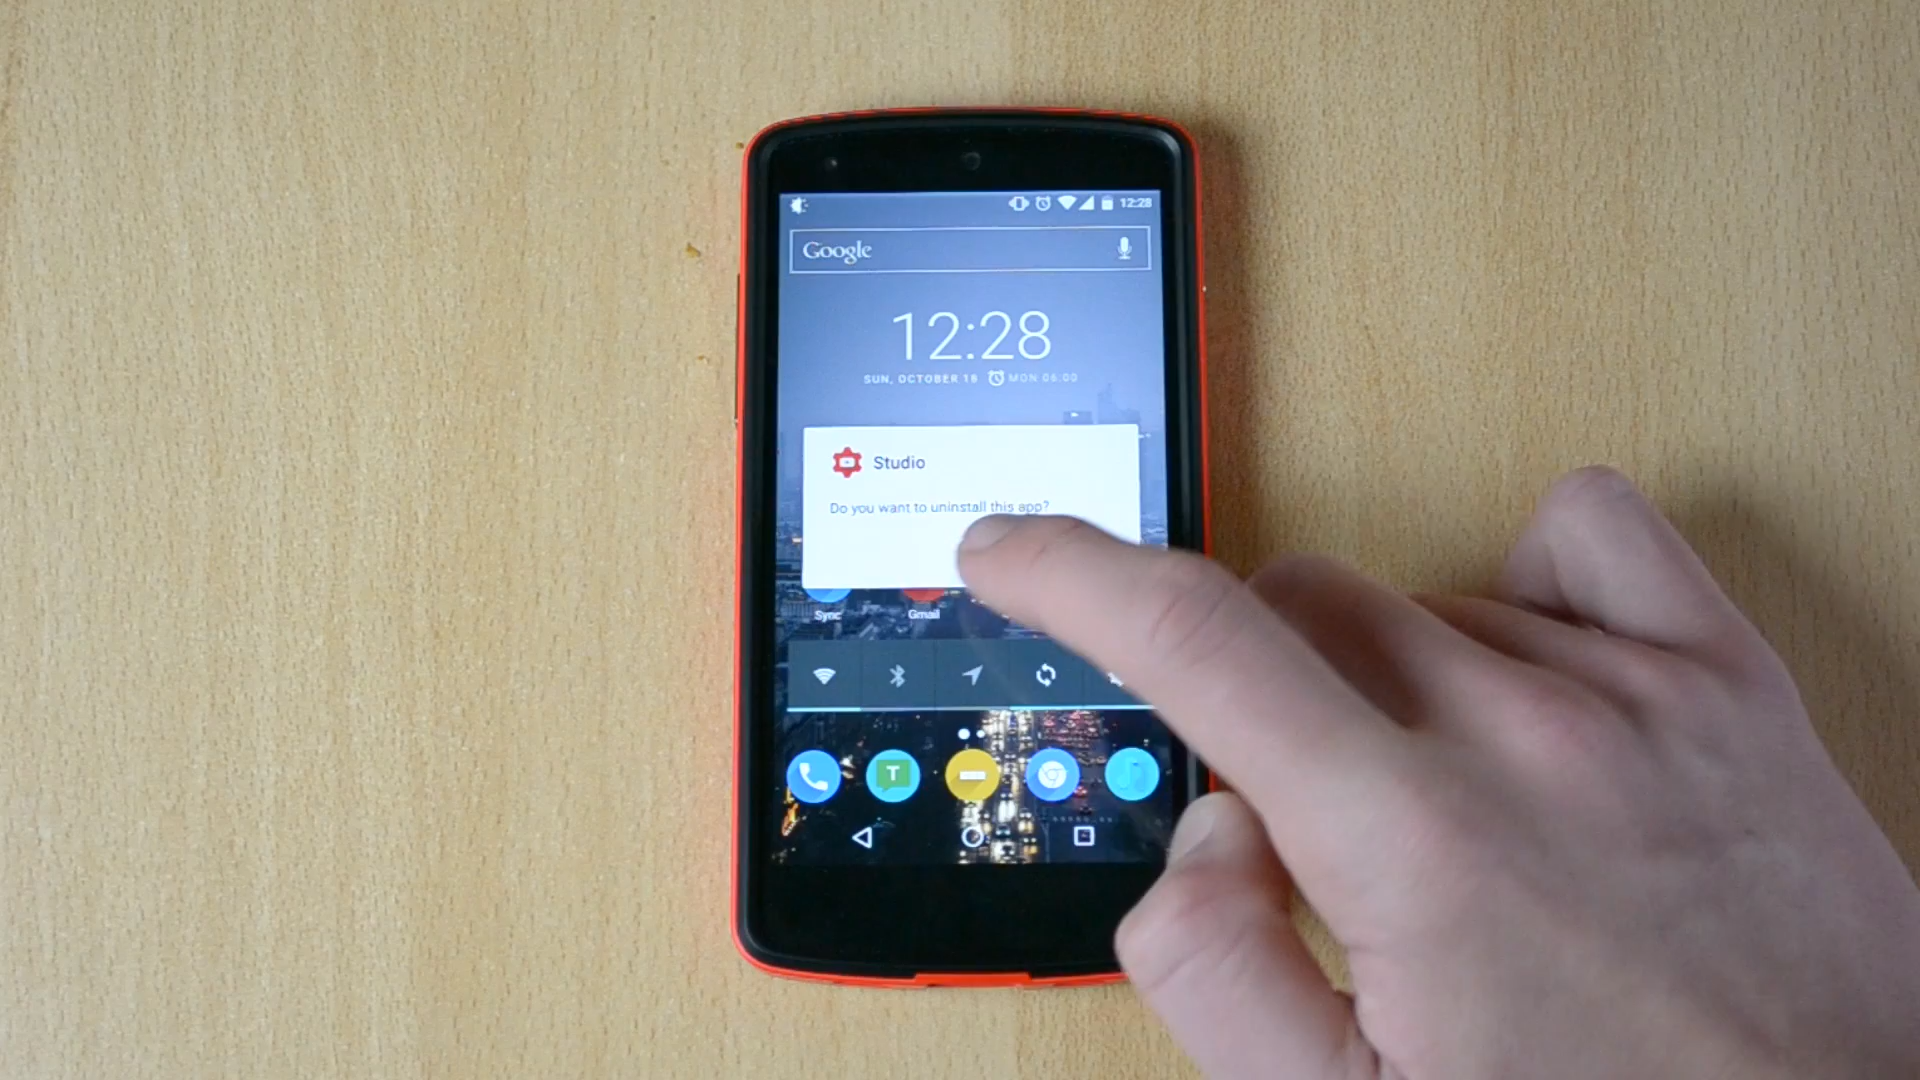 12:28
Google
12:28
SUN, OCTOBER 18 MON 06:00
Studio
Do you want to uninstall this app?
Sync
Gmail
T